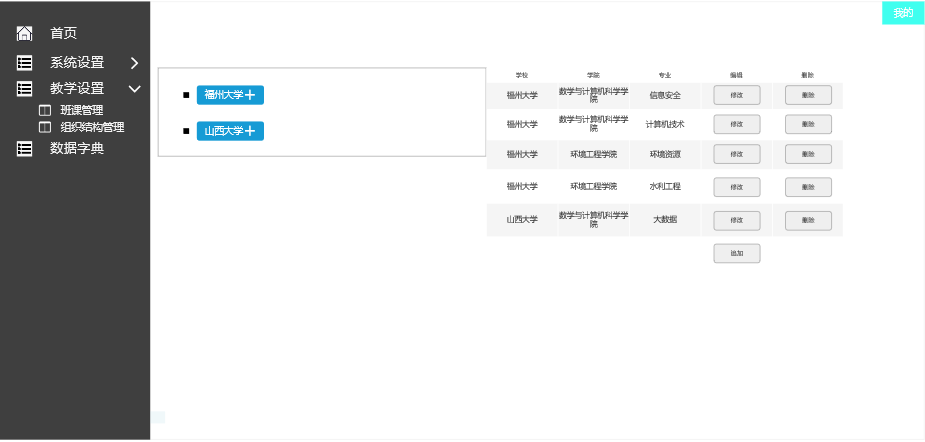 我的
首页
系统设置
教学设置
班课管理
组织结构管理
数据字典
福州大学
山西大学
学校 学院 专业 编辑 删除
福州大学 数学与计算机科学学院 信息安全 修改 删除
福州大学 数学与计算机科学学院 计算机技术 修改 删除
福州大学 环境工程学院 环境资源 修改 删除
福州大学 环境工程学院 水利工程 修改 删除
山西大学 数学与计算机科学学院 大数据 修改 删除
追加